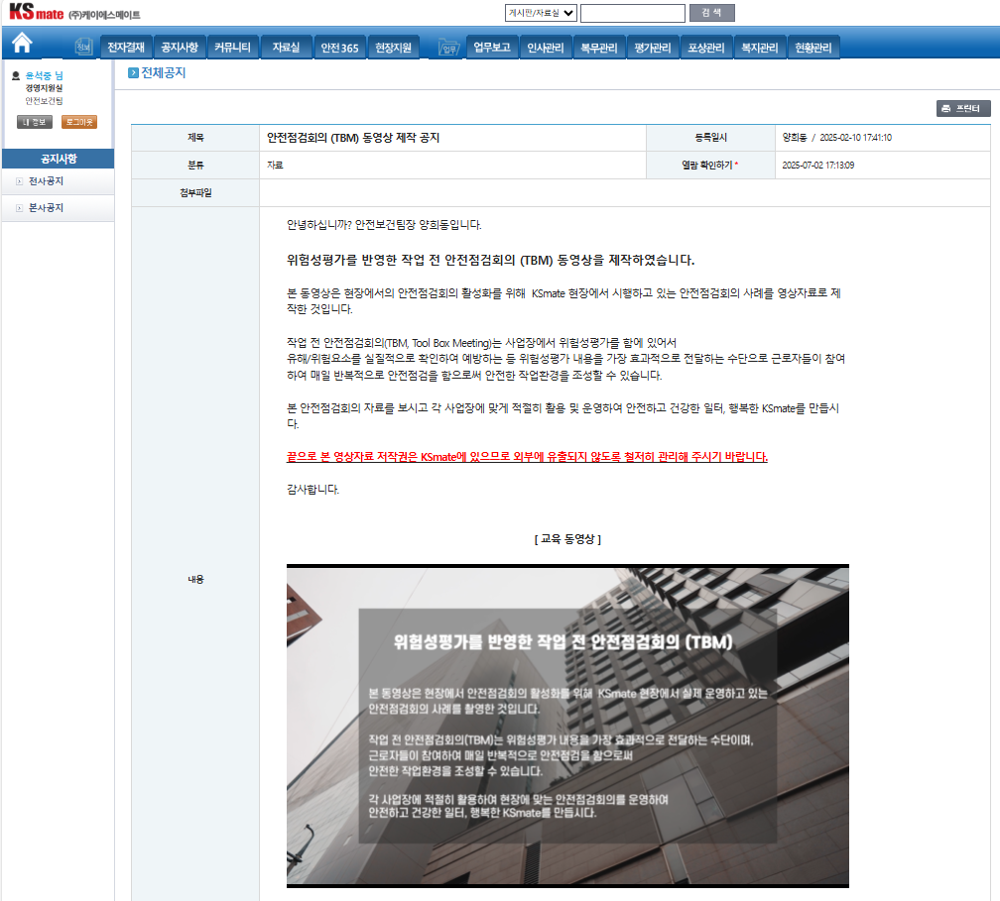 KSmate (주)케이에스메이트
게시판/자료실
검 색
정보
전자결재
공지사항
커뮤니티
자료실
안전 365
현장지원
업무
업무보고
인사관리
복무관리
평가관리
포상관리
복지관리
현황관리
윤석중 님
경영지원실
안전보건팀
내 정보
로그아웃
공지사항
전사공지
본사공지
전체공지
프린터
제목
안전점검회의 (TBM) 동영상 제작 공지
등록일시
양희동 / 2025-02-10 17:41:10
분류
자료
열람 확인하기 *
2025-07-02 17:13:09
첨부파일
내용
안녕하십니까? 안전보건팀장 양희동입니다.
위험성평가를 반영한 작업 전 안전점검회의 (TBM) 동영상을 제작하였습니다.
본 동영상은 현장에서의 안전점검회의 활성화를 위해 KSmate 현장에서 시행하고 있는 안전점검회의 사례를 영상자료로 제
작한 것입니다.
작업 전 안전점검회의(TBM, Tool Box Meeting)는 사업장에서 위험성평가를 함에 있어서
유해/위험요소를 실질적으로 확인하여 예방하는 등 위험성평가 내용을 가장 효과적으로 전달하는 수단으로 근로자들이 참여
하여 매일 반복적으로 안전점검을 함으로써 안전한 작업환경을 조성할 수 있습니다.
본 안전점검회의 자료를 보시고 각 사업장에 맞게 적절히 활용 및 운영하여 안전하고 건강한 일터, 행복한 KSmate를 만듭시
다.
끝으로 본 영상자료 저작권은 KSmate에 있으므로 외부에 유출되지 않도록 철저히 관리해 주시기 바랍니다.
감사합니다.
[ 교육 동영상 ]
위험성평가를 반영한 작업 전 안전점검회의 (TBM)
본 동영상은 현장에서 안전점검회의 활성화를 위해 KSmate 현장에서 실제 운영하고 있는
안전점검회의 사례를 촬영한 것입니다.
작업 전 안전점검회의(TBM)는 위험성평가 내용을 가장 효과적으로 전달하는 수단이며,
근로자들이 참여하여 매일 반복적으로 안전점검을 함으로써
안전한 작업환경을 조성할 수 있습니다.
각 사업장에 적절히 활용하여 현장에 맞는 안전점검회의를 운영하여
안전하고 건강한 일터, 행복한 KSmate를 만듭시다.